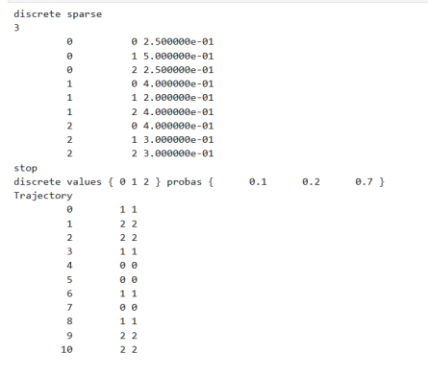 discrete sparse
3
0 0 2.500000e-01
0 1 5.000000e-01
0 2 2.500000e-01
1 0 4.000000e-01
1 1 2.000000e-01
1 2 4.000000e-01
2 0 4.000000e-01
2 1 3.000000e-01
2 2 3.000000e-01
stop
discrete values { 0 1 2 } probas { 0.1 0.2 0.7 }
Trajectory
0 1 1
1 2 2
2 2 2
3 1 1
4 0 0
5 0 0
6 1 1
7 0 0
8 1 1
9 2 2
10 2 2